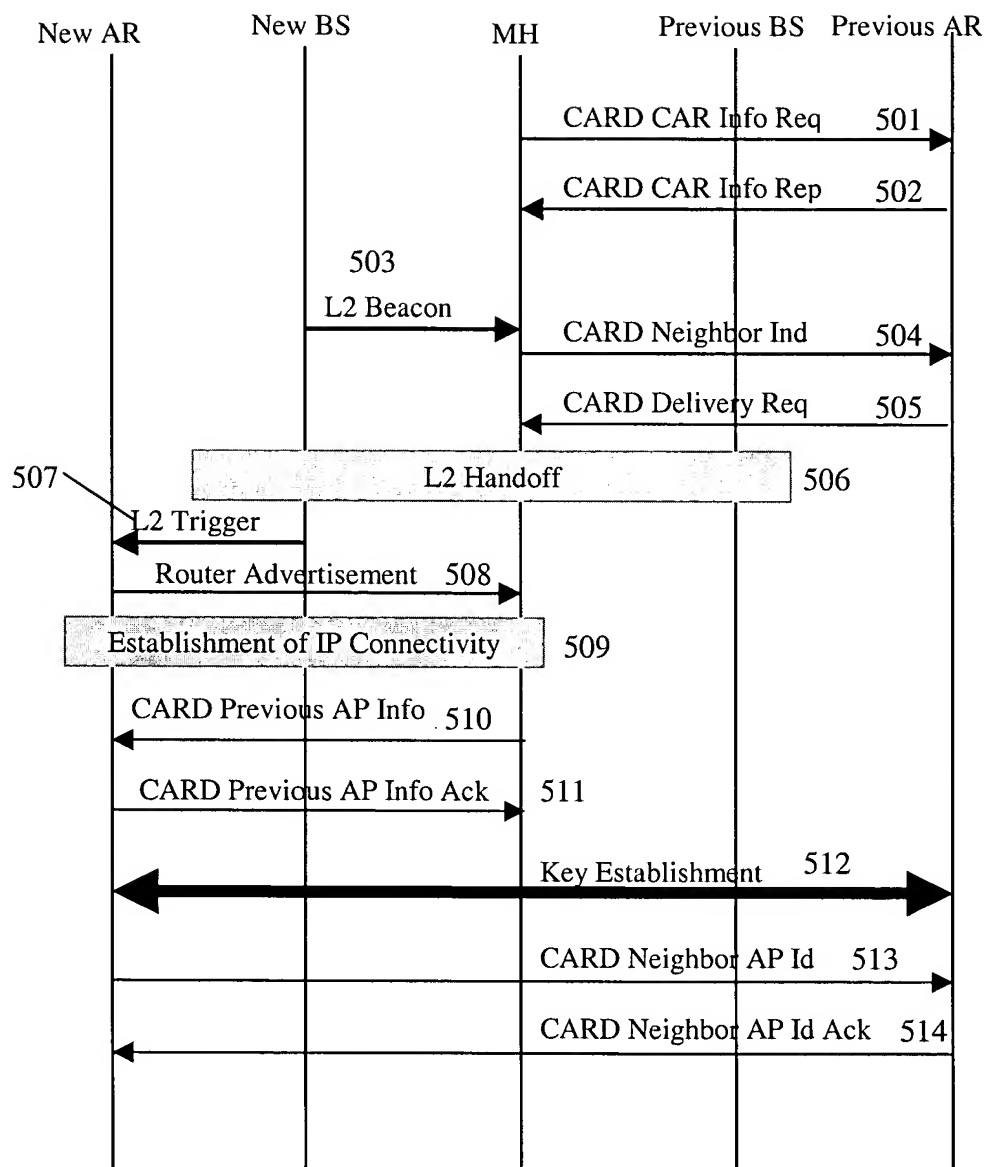 New AR
New BS
MH
Previous BS
Previous AR
CARD CAR Info Req 501
CARD CAR Info Rep 502
503
L2 Beacon
CARD Neighbor Ind 504
CARD Delivery Req 505
L2 Handoff 506
507
L2 Trigger
Router Advertisement 508
Establishment of IP Connectivity 509
CARD Previous AP Info 510
CARD Previous AP Info Ack 511
Key Establishment 512
CARD Neighbor AP Id 513
CARD Neighbor AP Id Ack 514